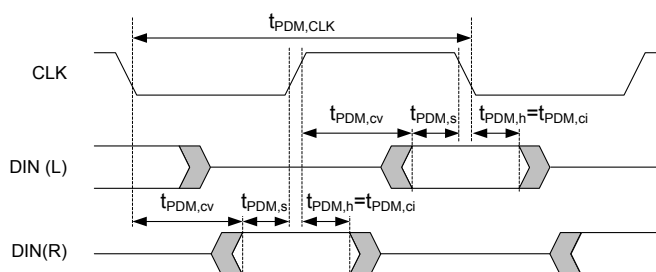 tPDM,CLK
CLK
tPDM,cv tPDM,s tPDM,h=tPDM,ci
DIN (L)
tPDM,cv tPDM,s tPDM,h=tPDM,ci
DIN(R)